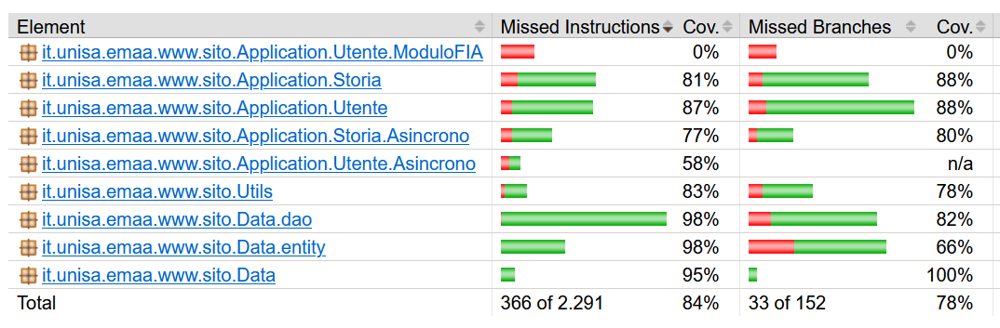 Element Missed Instructions Cov. Missed Branches Cov.
it.unisa.emaa.www.sito.Application.Utente.ModuloFIA 0% 0%
it.unisa.emaa.www.sito.Application.Storia 81% 88%
it.unisa.emaa.www.sito.Application.Utente 87% 88%
it.unisa.emaa.www.sito.Application.Storia.Asincrono 77% 80%
it.unisa.emaa.www.sito.Application.Utente.Asincrono 58% n/a
it.unisa.emaa.www.sito.Utils 83% 78%
it.unisa.emaa.www.sito.Data.dao 98% 82%
it.unisa.emaa.www.sito.Data.entity 98% 66%
it.unisa.emaa.www.sito.Data 95% 100%
Total 366 of 2.291 84% 33 of 152 78%